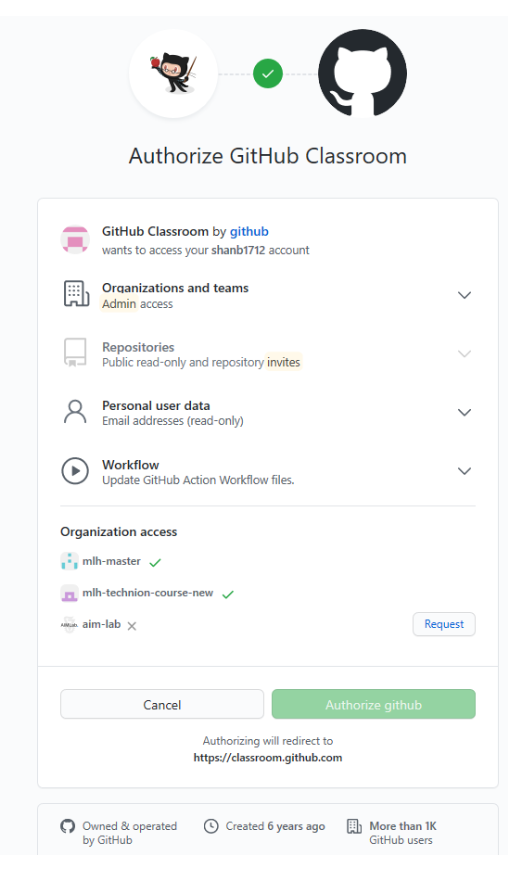 Authorize GitHub Classroom
GitHub Classroom by github
wants to access your shanb1712 account
Organizations and teams
Admin access
Repositories
Public read-only and repository invites
Personal user data
Email addresses (read-only)
Workflow
Update GitHub Action Workflow files.
Organization access
mlh-master
mlh-technion-course-new
aim-lab
Request
Cancel
Authorize github
Authorizing will redirect to
https://classroom.github.com
Owned & operated
by GitHub
Created 6 years ago
More than 1K
GitHub users